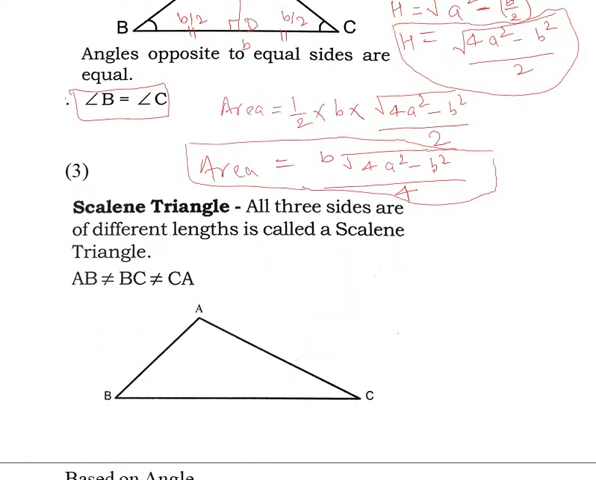 H = √a² - (b/2)
B b/2 D b/2 C
b
H = √4a² - b² / 2
Angles opposite to equal sides are
equal.
∴ ∠B = ∠C
Area = 1/2 × b × √4a² - b² / 2
Area = b√4a² - b² / 4
(3)
Scalene Triangle - All three sides are
of different lengths is called a Scalene
Triangle.
AB ≠ BC ≠ CA
A
B C
Based on Angle